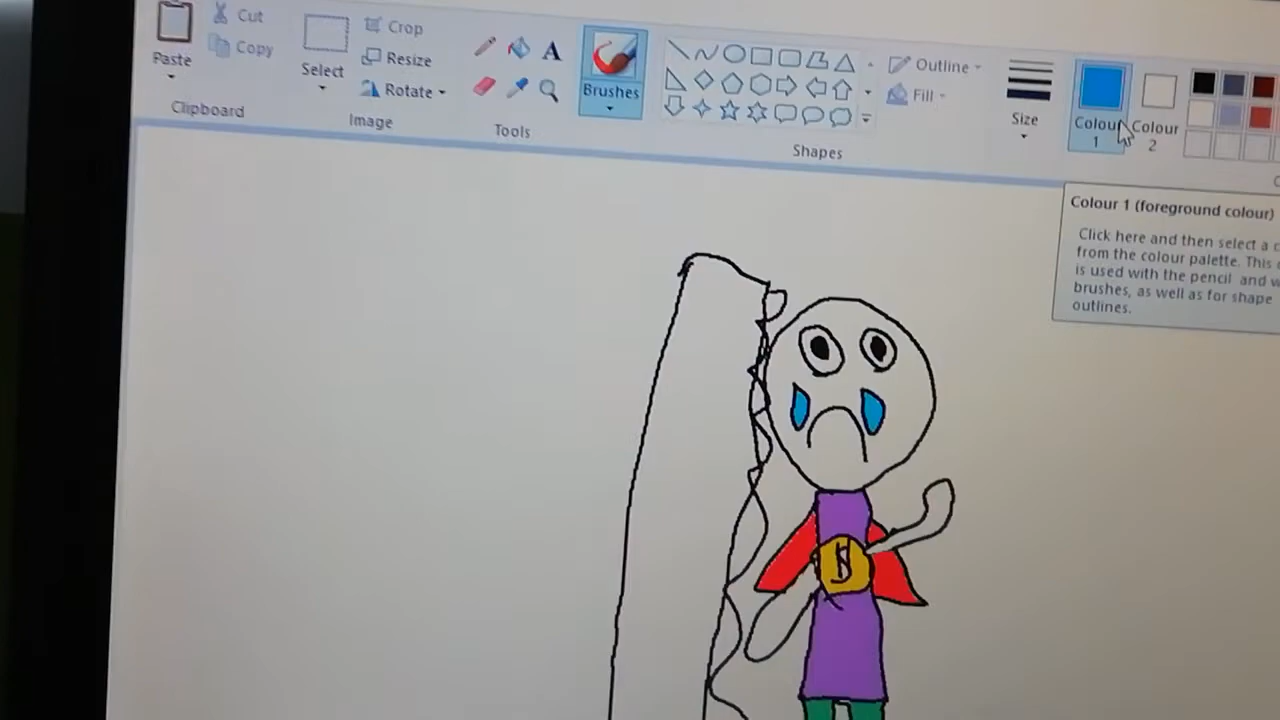 Cut
Copy
Paste
Clipboard
Crop
Resize
Rotate
Select
Image
A
Tools
Brushes
Shapes
Outline
Fill
Size
Colour
1
Colour
2
Colour 1 (foreground colour)
Click here and then select a
from the colour palette. This
is used with the pencil and
brushes, as well as for shape
outlines.